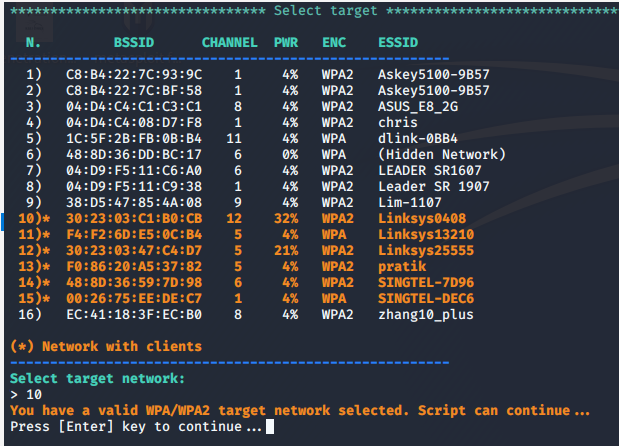 ****************************** Select target ***************************
N. BSSID CHANNEL PWR ENC ESSID
------------------------------------------------------
1) C8:B4:22:7C:93:9C 1 4% WPA2 Askey5100-9B57
2) C8:B4:22:7C:BF:58 1 4% WPA2 Askey5100-9B57
3) 04:D4:C4:C1:C3:C1 8 4% WPA2 ASUS_E8_2G
4) 04:D4:C4:08:D7:F8 1 4% WPA2 chris
5) 1C:5F:2B:FB:0B:B4 11 4% WPA dlink-0BB4
6) 48:8D:36:DD:BC:17 6 0% WPA (Hidden Network)
7) 04:D9:F5:11:C6:A0 6 4% WPA2 LEADER SR1607
8) 04:D9:F5:11:C9:38 1 4% WPA2 Leader SR 1907
9) 38:D5:47:85:4A:08 9 4% WPA2 Lim-1107
10)* 30:23:03:C1:B0:CB 12 32% WPA2 Linksys0408
11)* F4:F2:6D:E5:0C:B4 5 4% WPA Linksys13210
12)* 30:23:03:47:C4:D7 5 21% WPA2 Linksys25555
13)* F0:86:20:A5:37:82 5 4% WPA2 pratik
14)* 48:8D:36:59:7D:98 6 4% WPA2 SINGTEL-7D96
15)* 00:26:75:EE:DE:C7 1 4% WPA SINGTEL-DEC6
16) EC:41:18:3F:EC:B0 8 4% WPA2 zhang10_plus
(*) Network with clients
------------------------------------------------------
Select target network:
> 10
You have a valid WPA/WPA2 target network selected. Script can continue...
Press [Enter] key to continue...